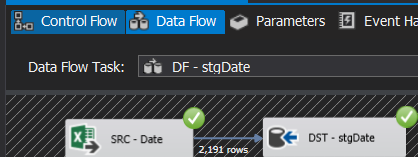 Control Flow Data Flow Parameters Event Ha
Data Flow Task: DF - stgDate
SRC - Date DST - stgDate
2,191 rows